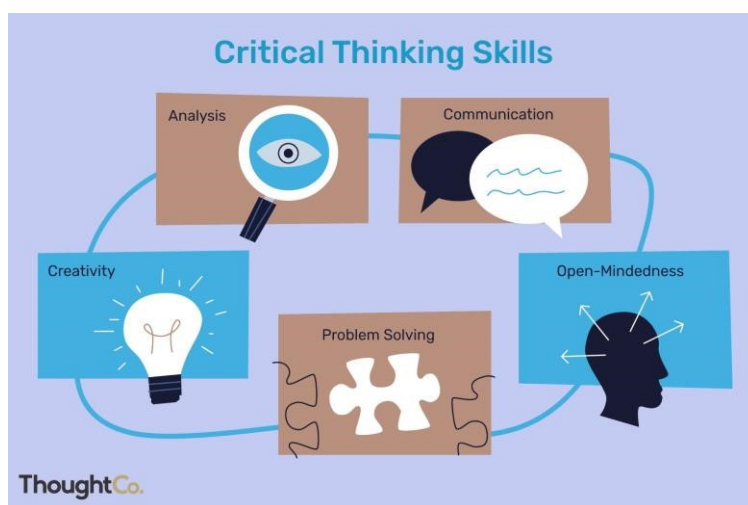 Critical Thinking Skills
Analysis
Communication
Creativity
Open-Mindedness
Problem Solving
ThoughtCo.